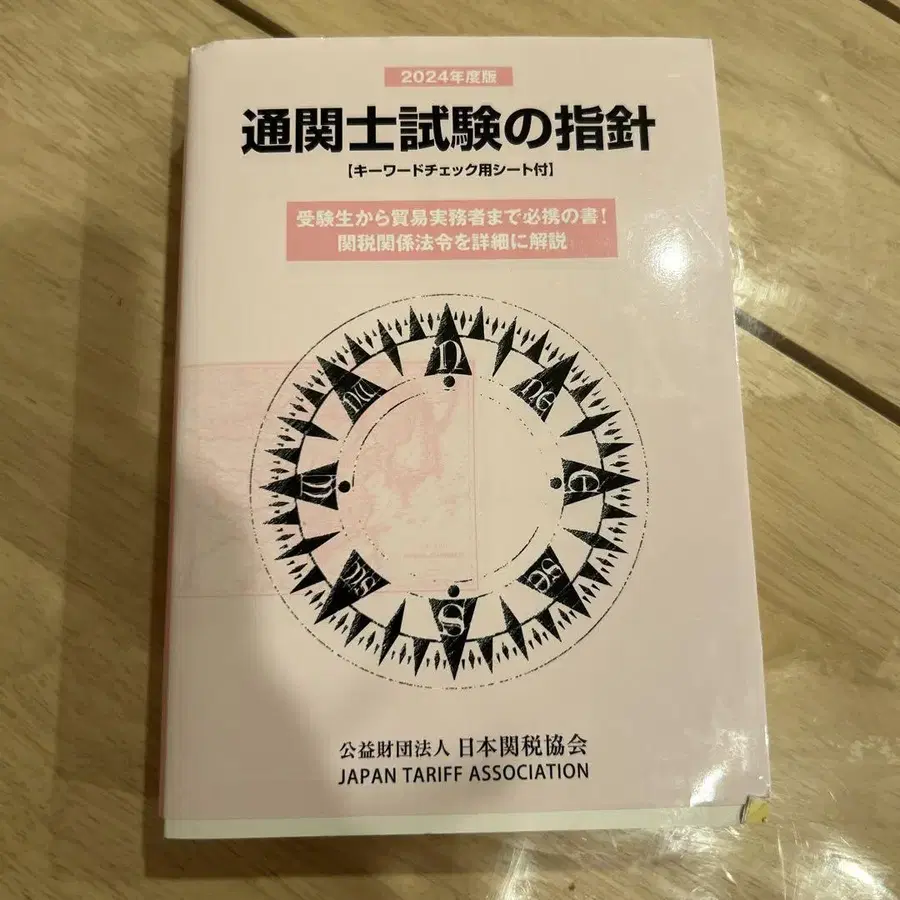 2024年度版
通関士試験の指針
【キーワードチェック用シート付】
受験生から貿易実務者まで必携の書!
関税関係法令を詳細に解説
N
NW
NE
W
E
SW
SE
S
公益財団法人 日本関税協会
JAPAN TARIFF ASSOCIATION